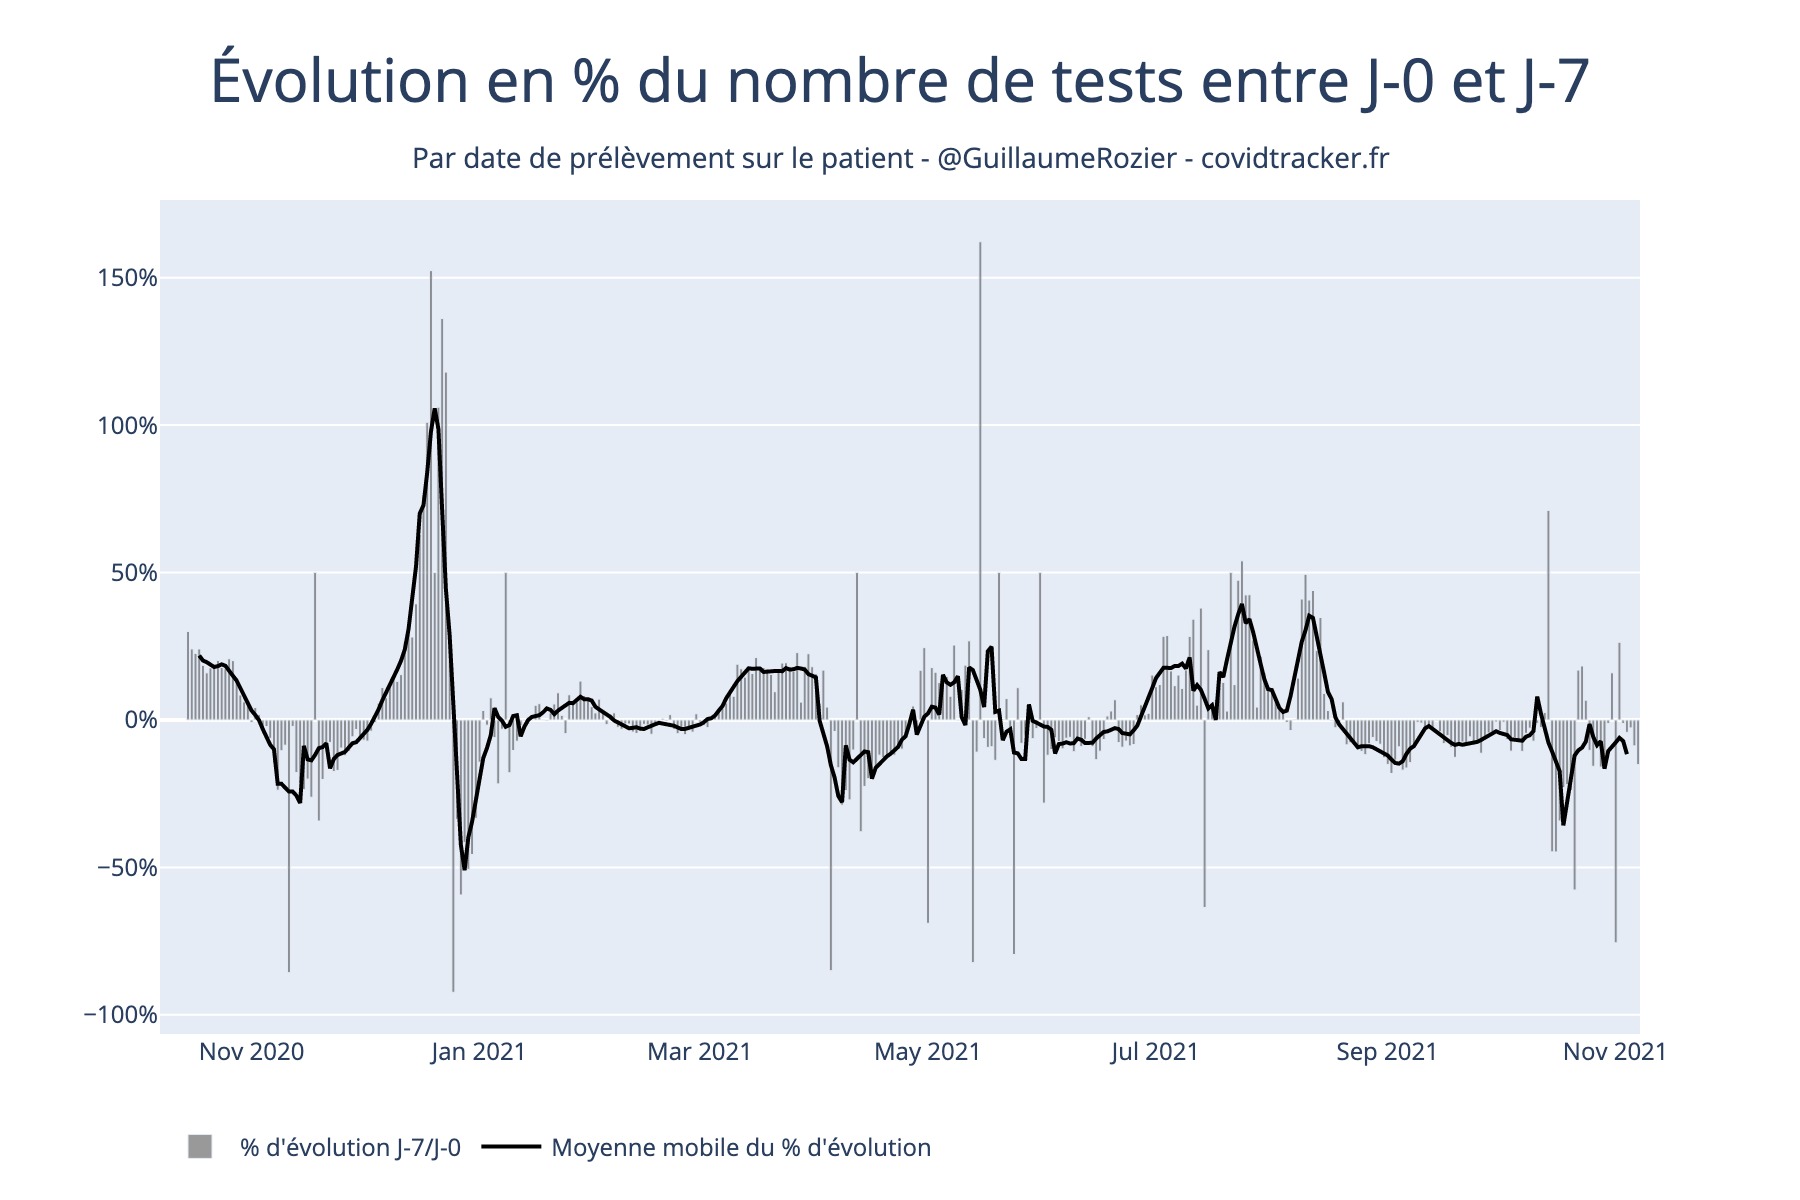 Évolution en % du nombre de tests entre J-0 et J-7
Par date de prélèvement sur le patient - @GuillaumeRozier - covidtracker.fr
150%
100%
50%
0%
−50%
−100%
Nov 2020 Jan 2021 Mar 2021 May 2021 Jul 2021 Sep 2021 Nov 2021
% d'évolution J-7/J-0 Moyenne mobile du % d'évolution